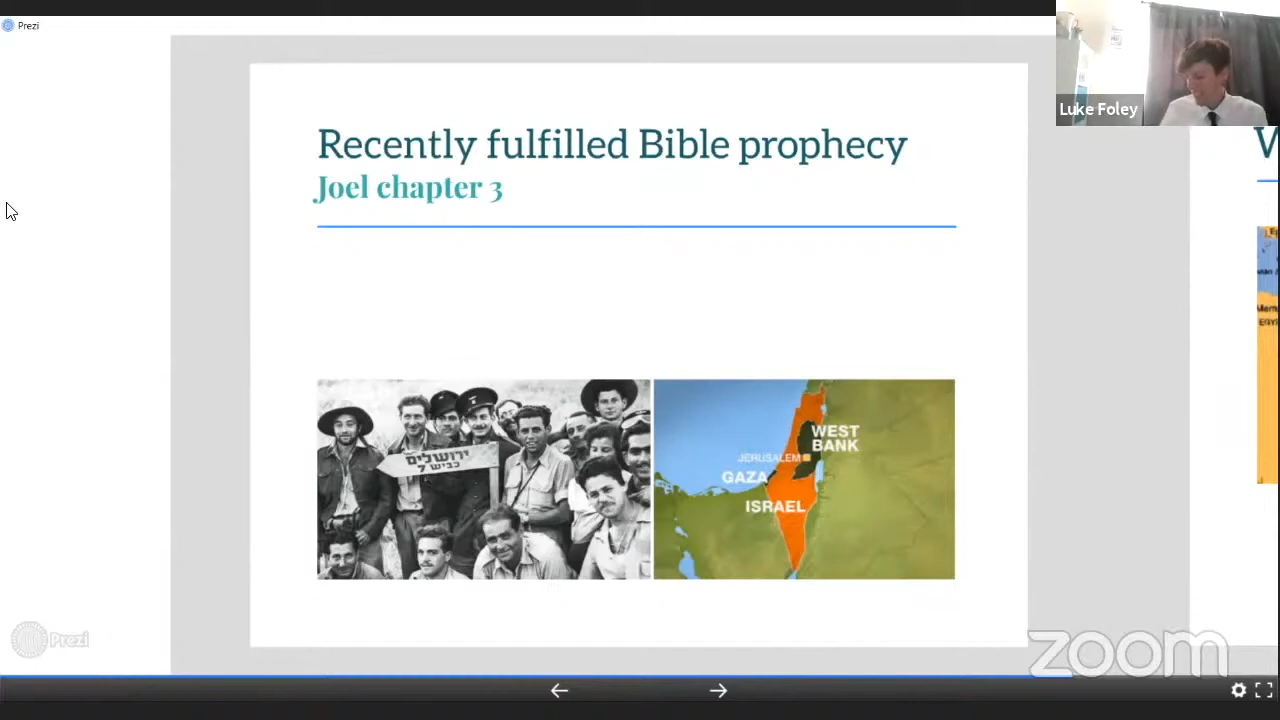 Prezi
Luke Foley
Recently fulfilled Bible prophecy
Joel chapter 3
ירושלים
כביש 7
WEST
BANK
JERUSALEM
GAZA
ISRAEL
Prezi
zoom